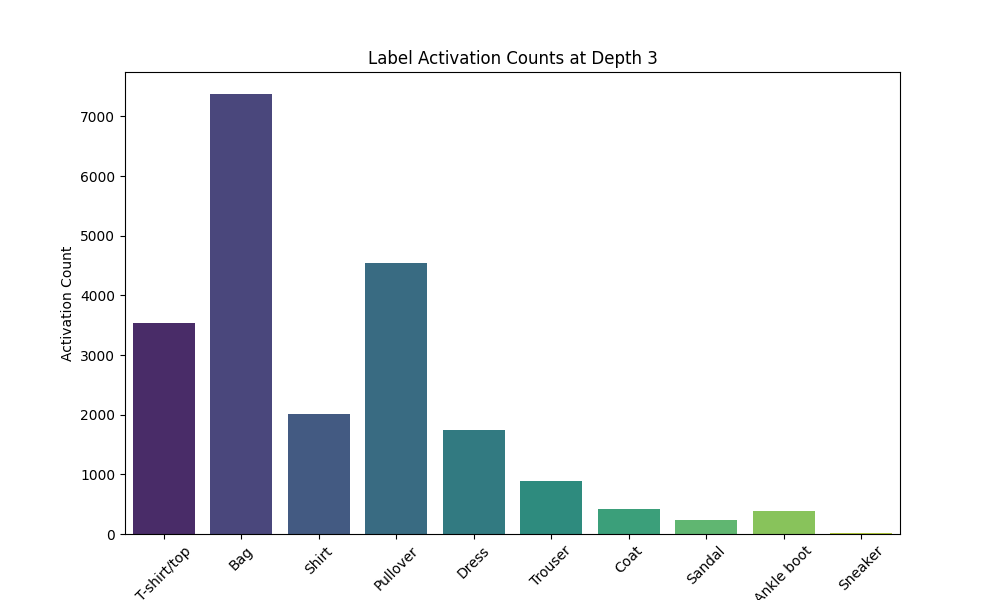 Label Activation Counts at Depth 3
Activation Count
7000
6000
5000
4000
3000
2000
1000
0
T-shirt/top
Bag
Shirt
Pullover
Dress
Trouser
Coat
Sandal
Ankle boot
Sneaker